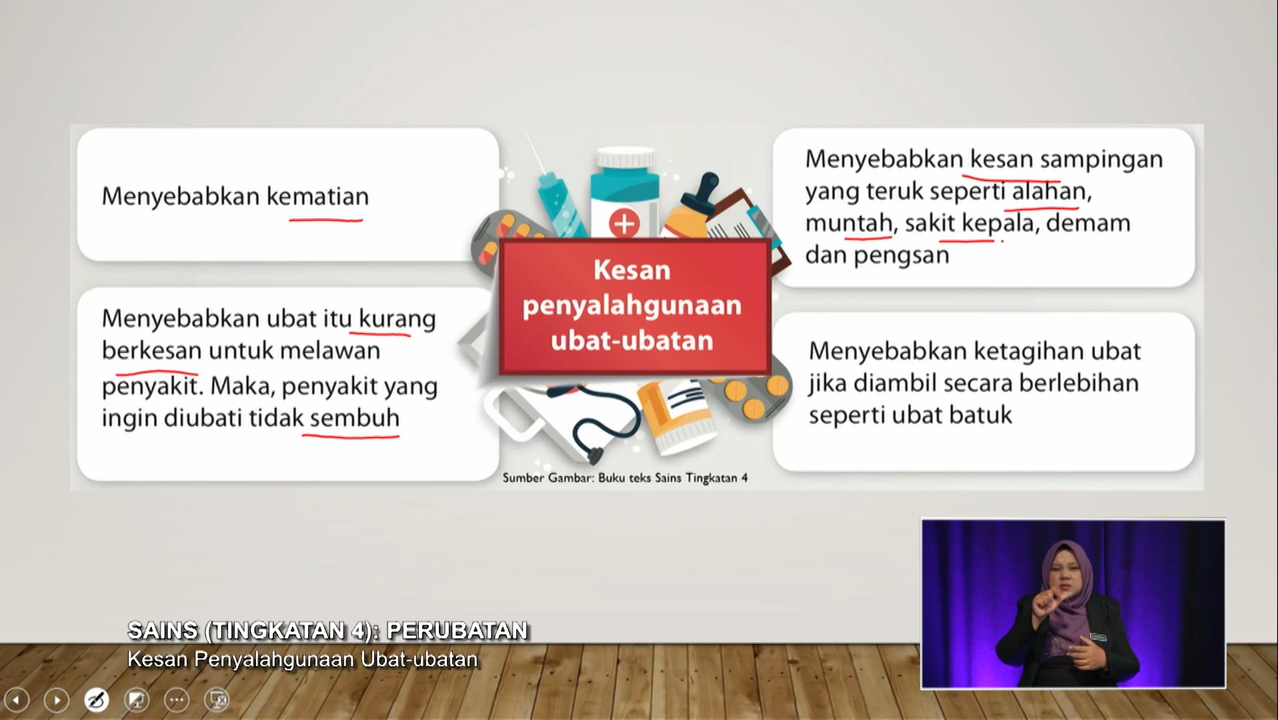 Menyebabkan kematian
Menyebabkan ubat itu kurang
berkesan untuk melawan
penyakit. Maka, penyakit yang
ingin diubati tidak sembuh
Kesan
penyalahgunaan
ubat-ubatan
Menyebabkan kesan sampingan
yang teruk seperti alahan,
muntah, sakit kepala, demam
dan pengsan
Menyebabkan ketagihan ubat
jika diambil secara berlebihan
seperti ubat batuk
Sumber Gambar: Buku teks Sains Tingkatan 4
SAINS (TINGKATAN 4): PERUBATAN
Kesan Penyalahgunaan Ubat-ubatan